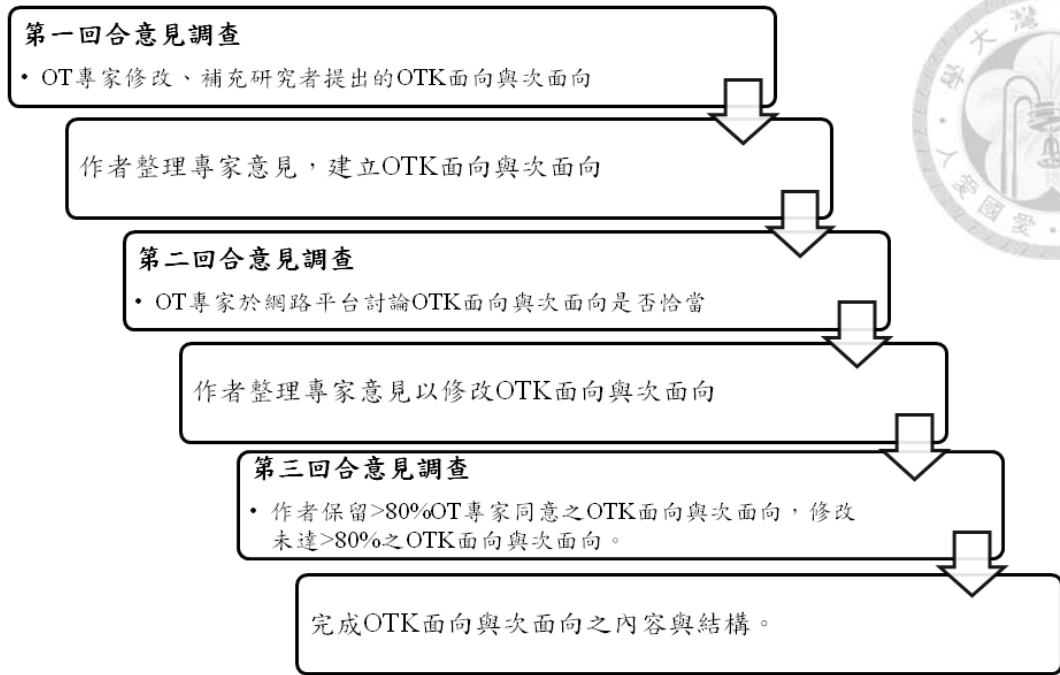 第一回合意見調查
• OT專家修改、補充研究者提出的OTK面向與次面向
作者整理專家意見，建立OTK面向與次面向
第二回合意見調查
• OT專家於網路平台討論OTK面向與次面向是否恰當
作者整理專家意見以修改OTK面向與次面向
第三回合意見調查
• 作者保留>80%OT專家同意之OTK面向與次面向，修改
未達>80%之OTK面向與次面向。
完成OTK面向與次面向之內容與結構。
大灣
學
人愛國愛